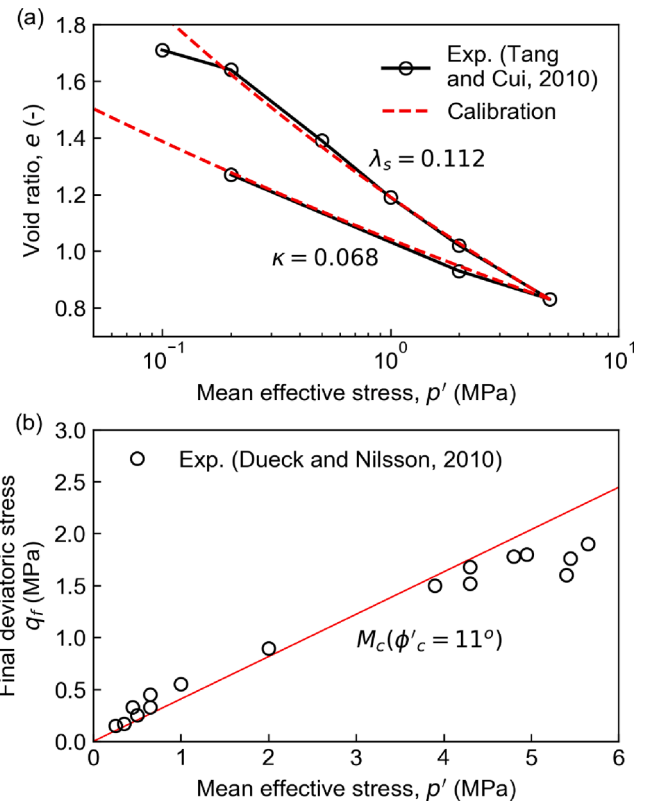 (a)
1.8
1.6
1.4
1.2
1.0
0.8
Void ratio, e (-)
Exp. (Tang
and Cui, 2010)
Calibration
λₛ = 0.112
κ = 0.068
10⁻¹
10⁰
10¹
Mean effective stress, p′ (MPa)
(b)
3.0
2.5
2.0
1.5
1.0
0.5
0.0
Final deviatoric stress
q_f (MPa)
Exp. (Dueck and Nilsson, 2010)
M_c(ϕ′_c = 11°)
0
1
2
3
4
5
6
Mean effective stress, p′ (MPa)